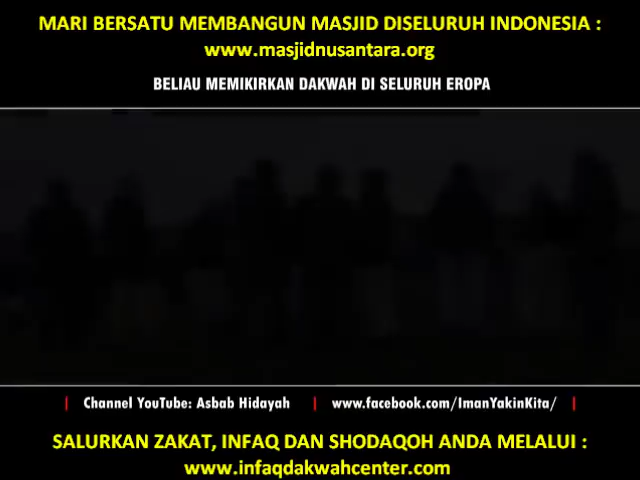 MARI BERSATU MEMBANGUN MASJID DISELURUH INDONESIA :
www.masjidnusantara.org
BELIAU MEMIKIRKAN DAKWAH DI SELURUH EROPA
| Channel YouTube: Asbab Hidayah | www.facebook.com/ImanYakinKita/ |
SALURKAN ZAKAT, INFAQ DAN SHODAQOH ANDA MELALUI :
www.infaqdakwahcenter.com